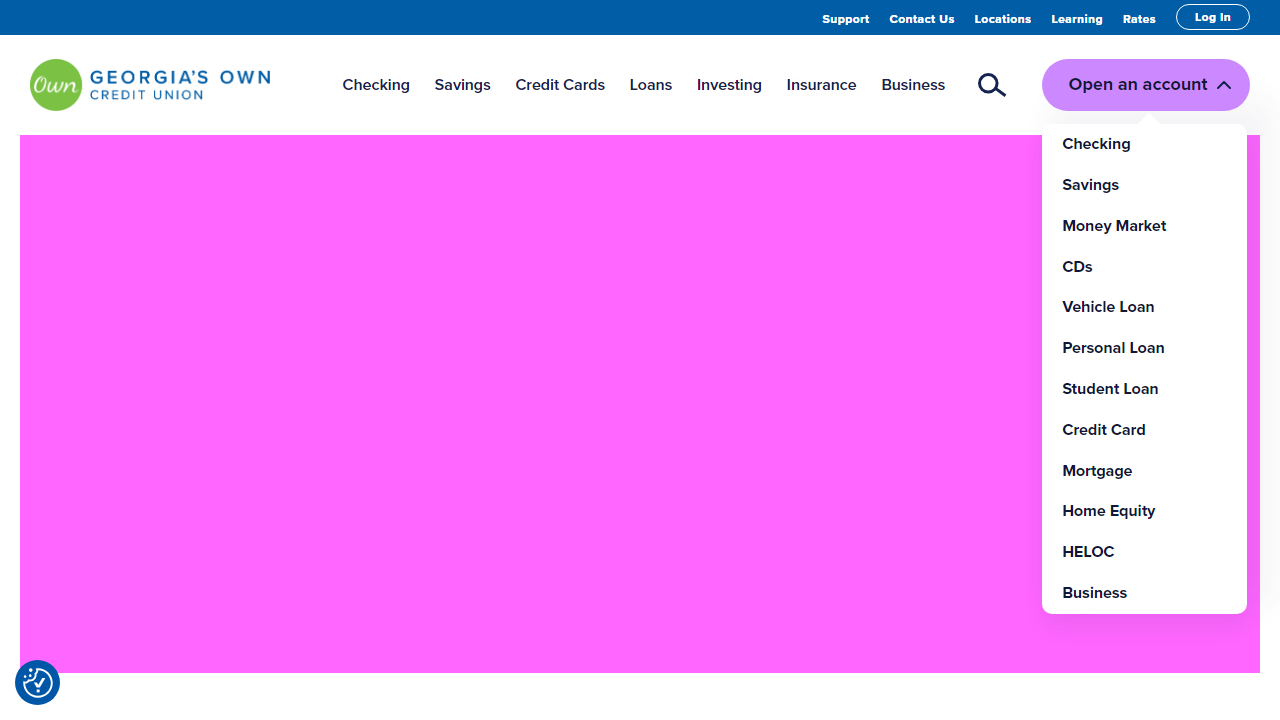 Support Contact Us Locations Learning Rates Log In
Own GEORGIA'S OWN
CREDIT UNION
Checking Savings Credit Cards Loans Investing Insurance Business
Open an account
Checking
Savings
Money Market
CDs
Vehicle Loan
Personal Loan
Student Loan
Credit Card
Mortgage
Home Equity
HELOC
Business